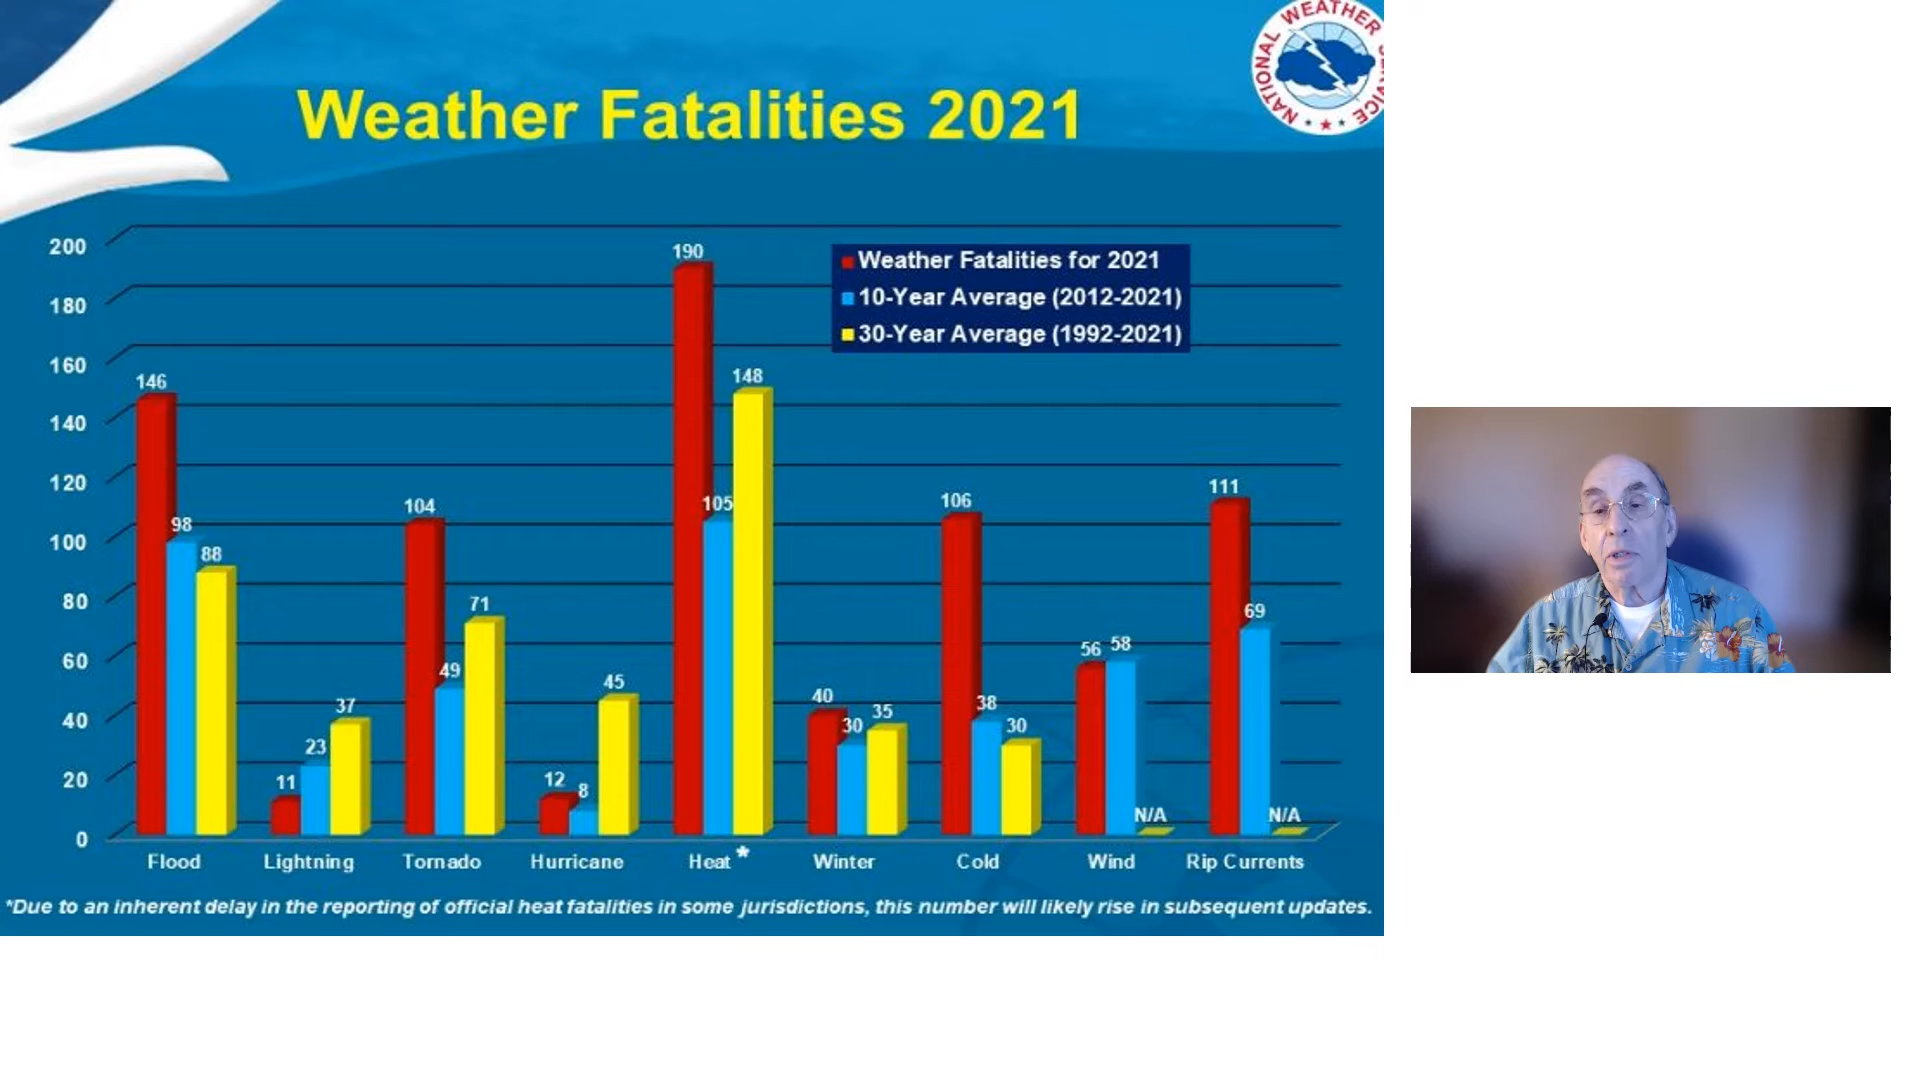 NATIONAL WEATHER SERVICE
Weather Fatalities 2021
Weather Fatalities for 2021
10-Year Average (2012-2021)
30-Year Average (1992-2021)
200
180
160
140
120
100
80
60
40
20
0
146
98
88
11
23
37
104
49
71
12
8
45
190
105
148
40
30
35
106
38
30
56
58
N/A
111
69
N/A
Flood
Lightning
Tornado
Hurricane
Heat *
Winter
Cold
Wind
Rip Currents
*Due to an inherent delay in the reporting of official heat fatalities in some jurisdictions, this number will likely rise in subsequent updates.